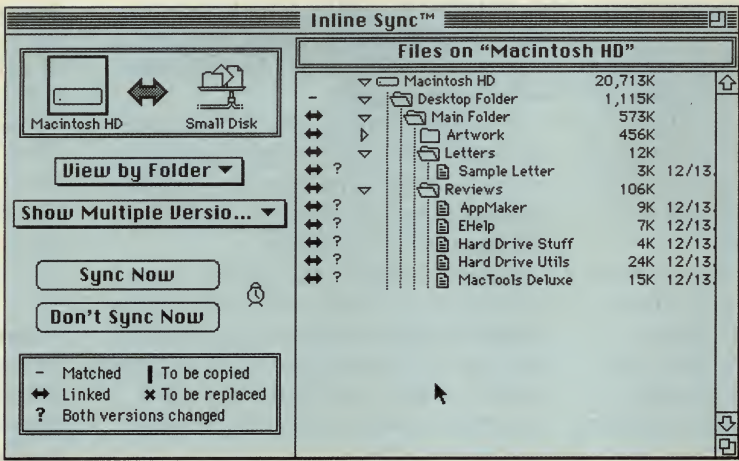 Inline Sync™
Macintosh HD
Small Disk
View by Folder
Show Multiple Versio...
Sync Now
Don't Sync Now
– Matched
To be copied
Linked
To be replaced
? Both versions changed
Files on “Macintosh HD”
Macintosh HD 20,713K
– Desktop Folder 1,115K
Main Folder 573K
Artwork 456K
Letters 12K
? Sample Letter 3K 12/13.
Reviews 106K
? AppMaker 9K 12/13.
? EHelp 7K 12/13.
? Hard Drive Stuff 4K 12/13.
? Hard Drive Utils 24K 12/13.
? MacTools Deluxe 15K 12/13.